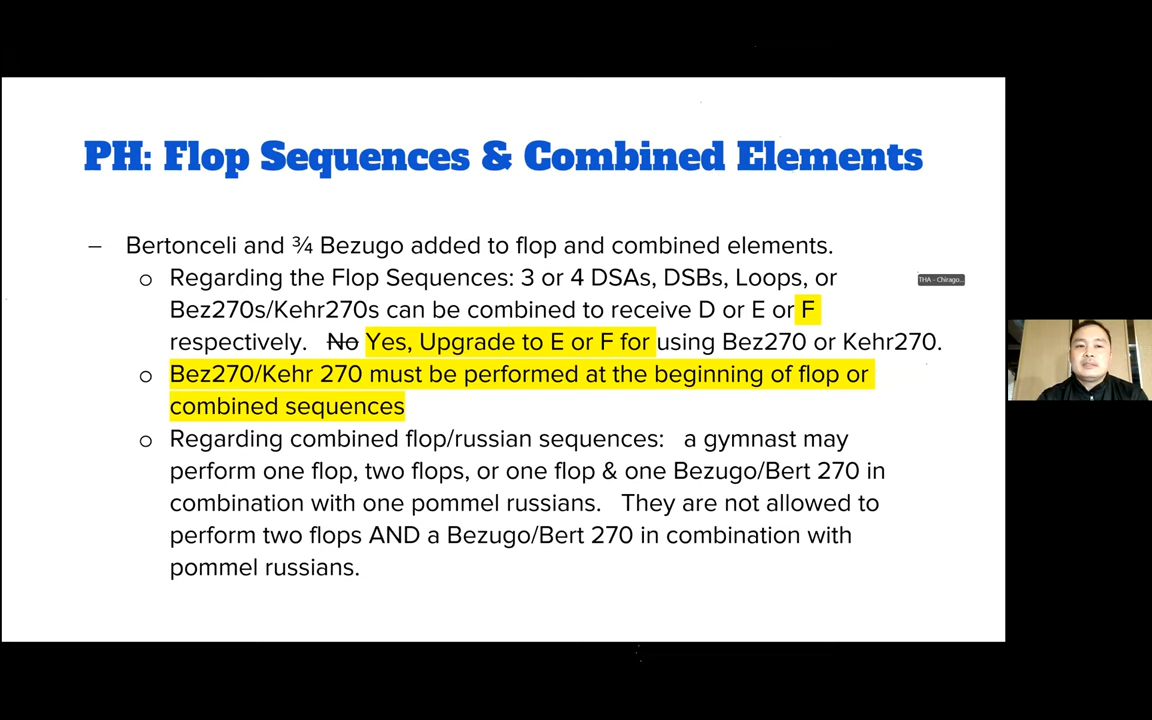 PH: Flop Sequences & Combined Elements
– Bertonceli and ¾ Bezugo added to flop and combined elements.
o Regarding the Flop Sequences: 3 or 4 DSAs, DSBs, Loops, or
Bez270s/Kehr270s can be combined to receive D or E or F
respectively. No Yes, Upgrade to E or F for using Bez270 or Kehr270.
o Bez270/Kehr 270 must be performed at the beginning of flop or
combined sequences
o Regarding combined flop/russian sequences: a gymnast may
perform one flop, two flops, or one flop & one Bezugo/Bert 270 in
combination with one pommel russians. They are not allowed to
perform two flops AND a Bezugo/Bert 270 in combination with
pommel russians.
THA - Chirago...